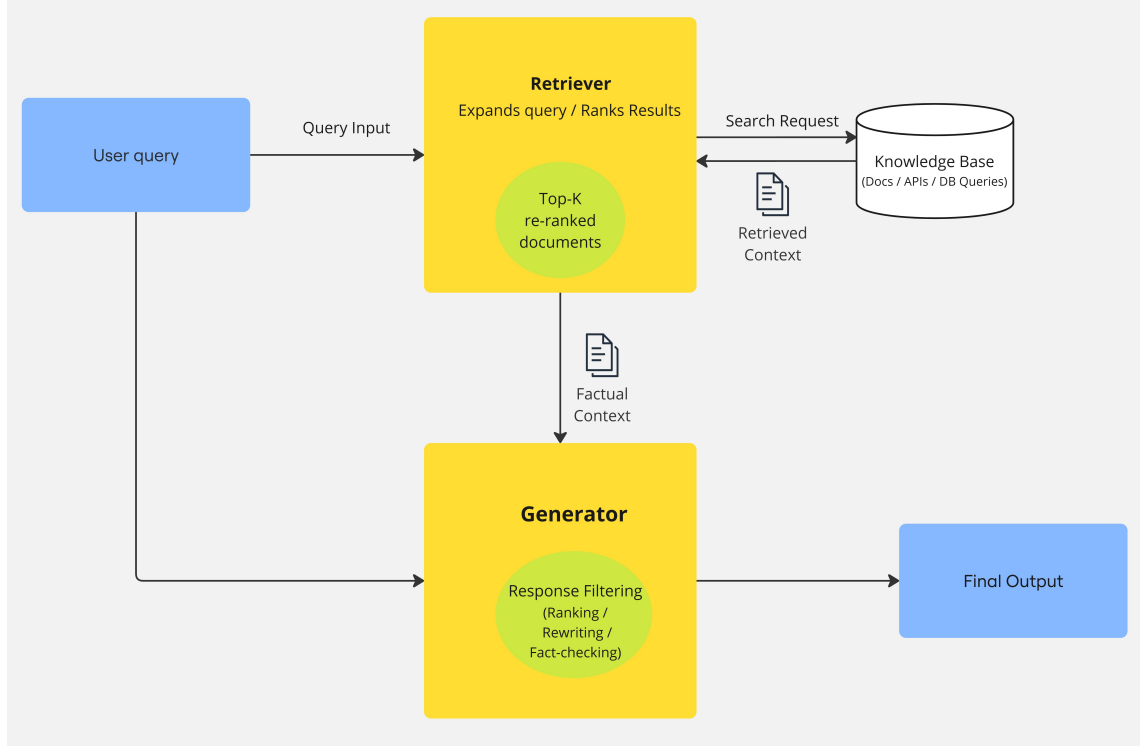 Retriever
Expands query / Ranks Results
User query
Query Input
Search Request
Knowledge Base
(Docs / APIs / DB Queries)
Top-K
re-ranked
documents
Retrieved
Context
Factual
Context
Generator
Response Filtering
(Ranking /
Rewriting /
Fact-checking)
Final Output